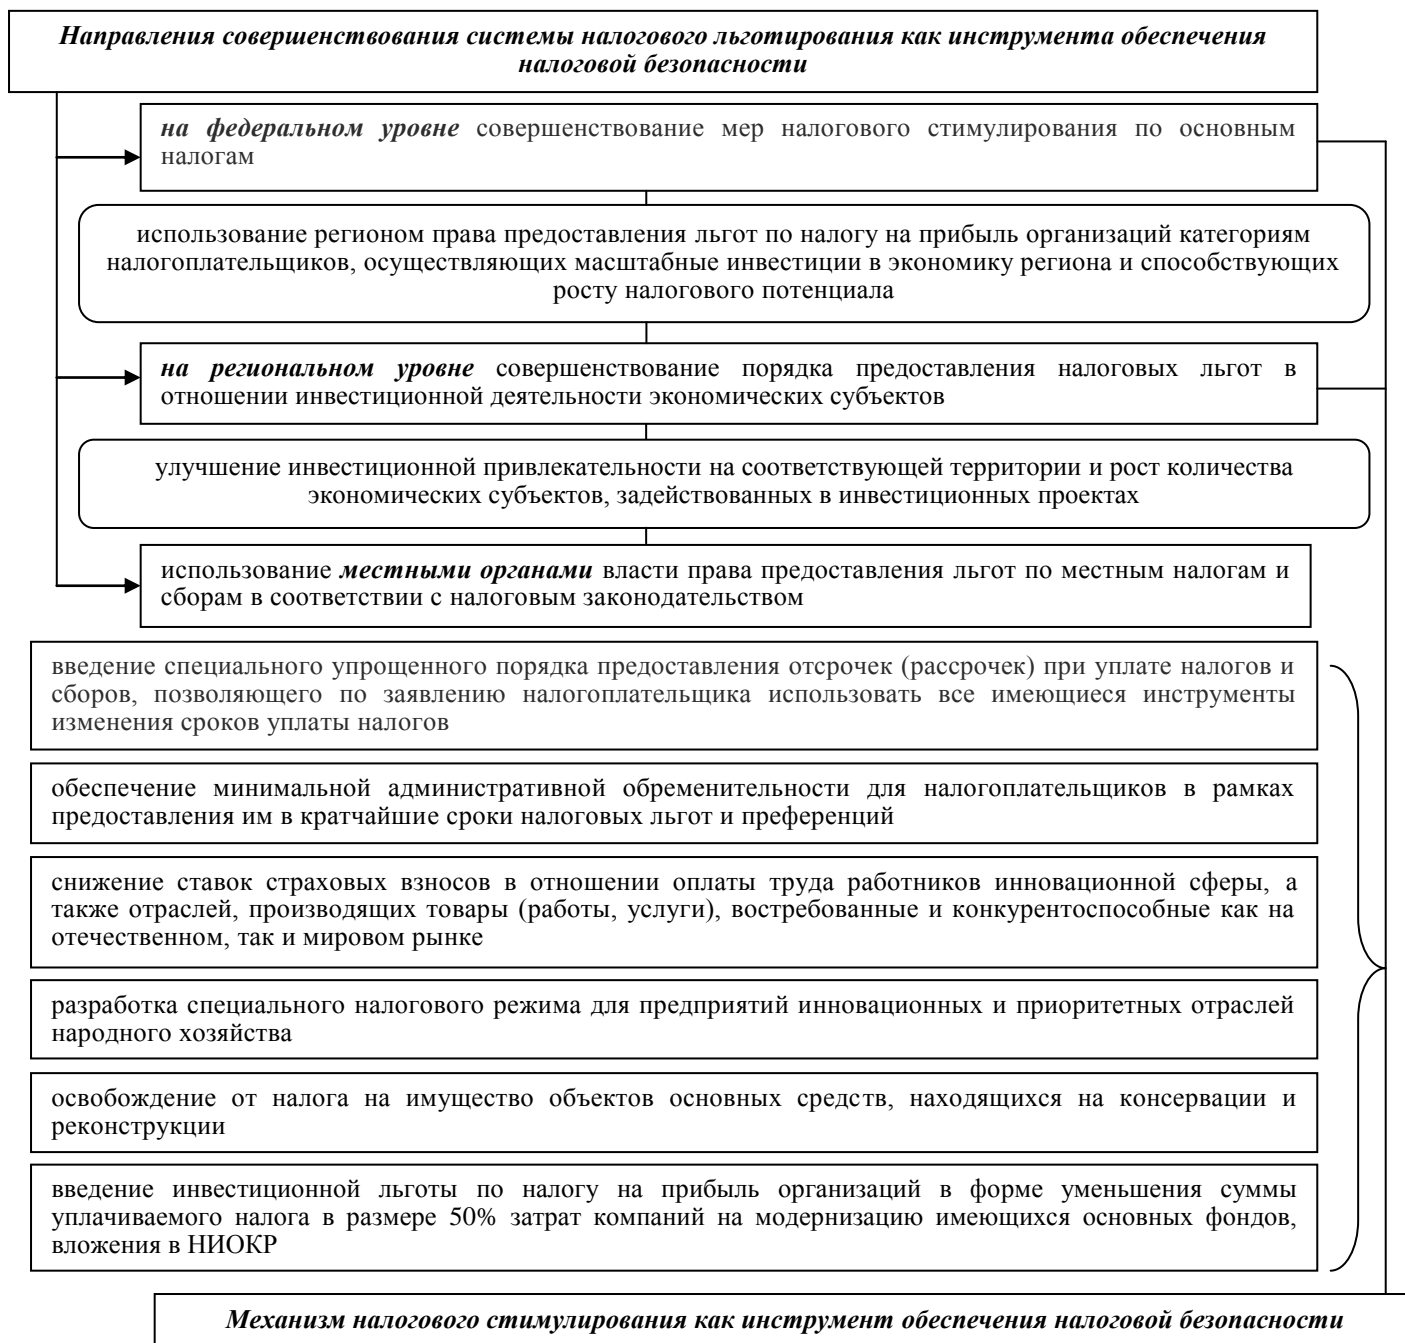 Направления совершенствования системы налогового льготирования как инструмента обеспечения
налоговой безопасности
на федеральном уровне совершенствование мер налогового стимулирования по основным
налогам
использование регионом права предоставления льгот по налогу на прибыль организаций категориям
налогоплательщиков, осуществляющих масштабные инвестиции в экономику региона и способствующих
росту налогового потенциала
на региональном уровне совершенствование порядка предоставления налоговых льгот в
отношении инвестиционной деятельности экономических субъектов
улучшение инвестиционной привлекательности на соответствующей территории и рост количества
экономических субъектов, задействованных в инвестиционных проектах
использование местными органами власти права предоставления льгот по местным налогам и
сборам в соответствии с налоговым законодательством
введение специального упрощенного порядка предоставления отсрочек (рассрочек) при уплате налогов и
сборов, позволяющего по заявлению налогоплательщика использовать все имеющиеся инструменты
изменения сроков уплаты налогов
обеспечение минимальной административной обременительности для налогоплательщиков в рамках
предоставления им в кратчайшие сроки налоговых льгот и преференций
снижение ставок страховых взносов в отношении оплаты труда работников инновационной сферы, а
также отраслей, производящих товары (работы, услуги), востребованные и конкурентоспособные как на
отечественном, так и мировом рынке
разработка специального налогового режима для предприятий инновационных и приоритетных отраслей
народного хозяйства
освобождение от налога на имущество объектов основных средств, находящихся на консервации и
реконструкции
введение инвестиционной льготы по налогу на прибыль организаций в форме уменьшения суммы
уплачиваемого налога в размере 50% затрат компаний на модернизацию имеющихся основных фондов,
вложения в НИОКР
Механизм налогового стимулирования как инструмент обеспечения налоговой безопасности